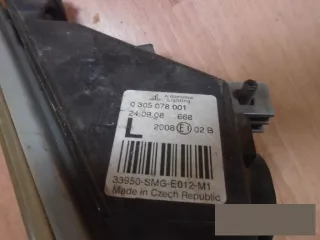 Automotive
Lighting
0 305 078 001
24.09.08 668
L 2008 E1 02 B
33950-SMG-E012-M1
Made in Czech Republic